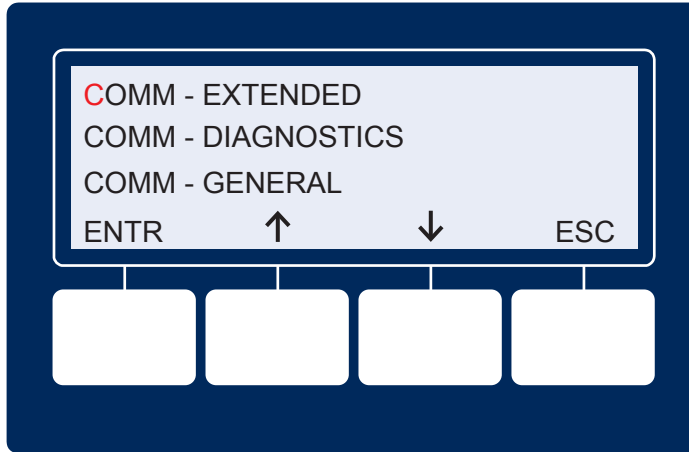 COMM - EXTENDED
COMM - DIAGNOSTICS
COMM - GENERAL
ENTR ↑ ↓ ESC